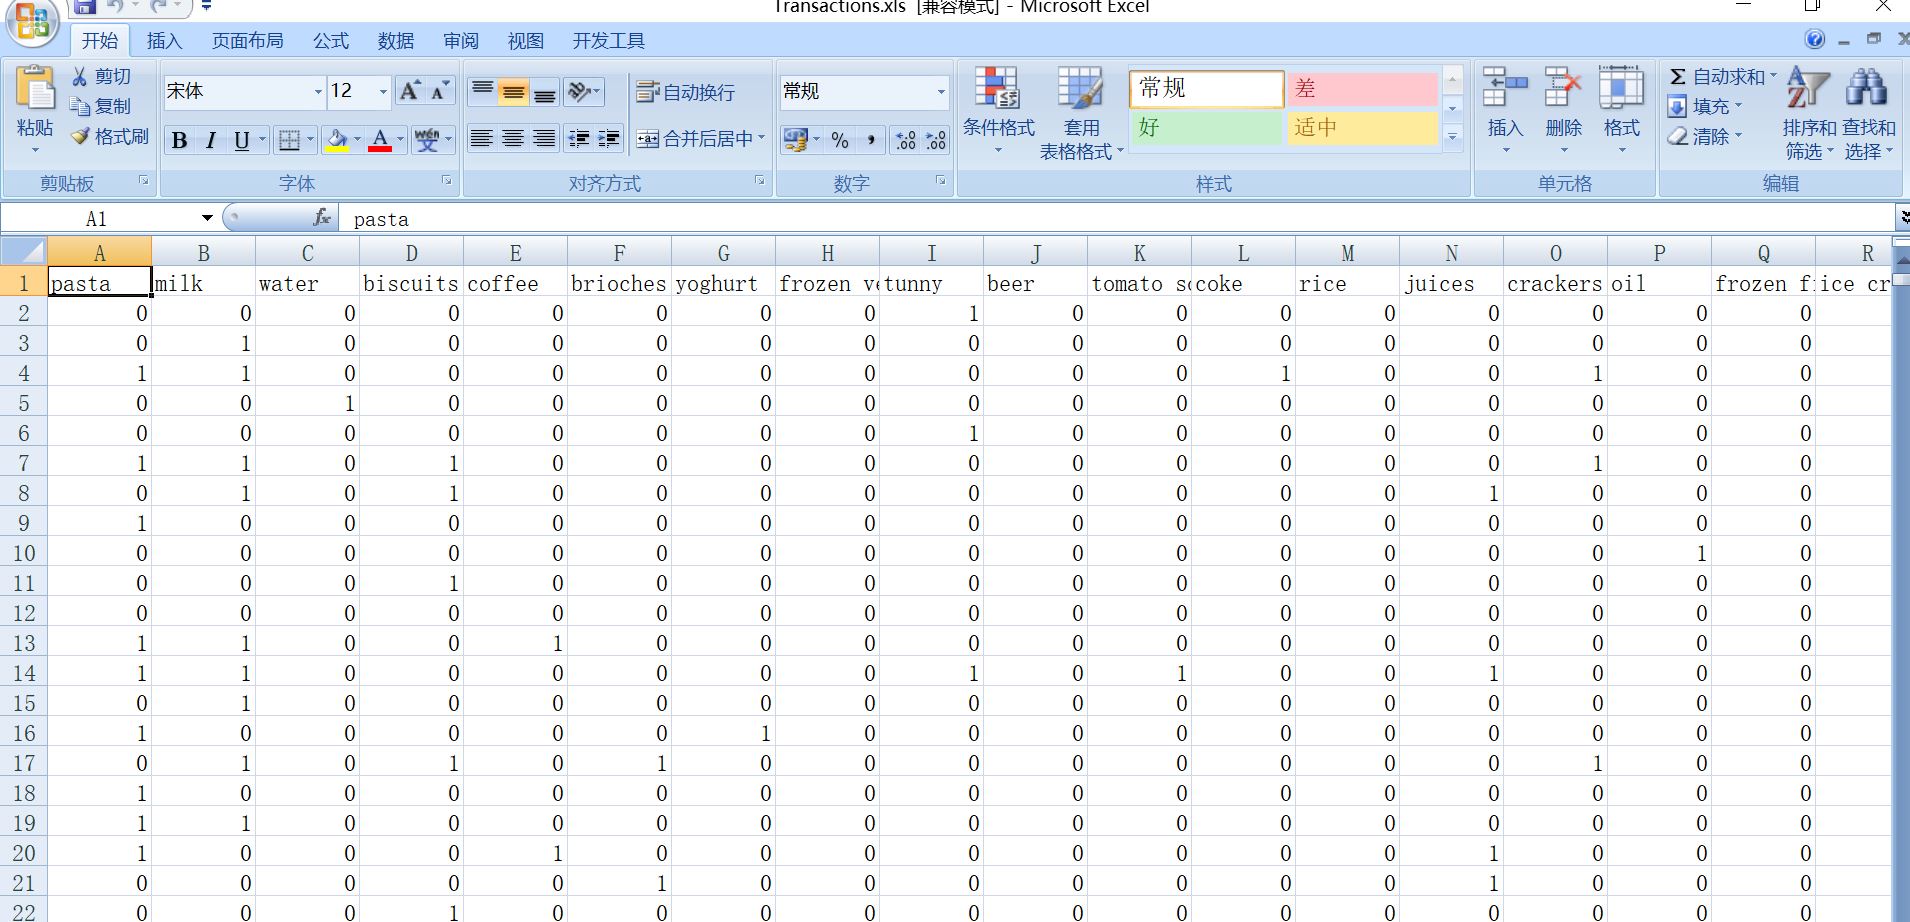 Transactions.xls [兼容模式] - Microsoft Excel
开始 插入 页面布局 公式 数据 审阅 视图 开发工具
剪切 宋体 12 自动换行 常规 常规 差 Σ 自动求和
粘贴 复制 条件格式 套用 好 适中 插入 删除 格式 填充 排序和 查找和
格式刷 B I U A wén 文 合并后居中 % , 表格格式 清除 筛选 选择
剪贴板 字体 对齐方式 数字 样式 单元格 编辑
A1 fx pasta
A B C D E F G H I J K L M N O P Q R
1 pasta milk water biscuits coffee brioches yoghurt frozen ve tunny beer tomato so coke rice juices crackers oil frozen fi ice cr
2 0 0 0 0 0 0 0 0 1 0 0 0 0 0 0 0 0
3 0 1 0 0 0 0 0 0 0 0 0 0 0 0 0 0 0
4 1 1 0 0 0 0 0 0 0 0 0 1 0 0 1 0 0
5 0 0 1 0 0 0 0 0 0 0 0 0 0 0 0 0 0
6 0 0 0 0 0 0 0 0 1 0 0 0 0 0 0 0 0
7 1 1 0 1 0 0 0 0 0 0 0 0 0 0 1 0 0
8 0 1 0 1 0 0 0 0 0 0 0 0 0 1 0 0 0
9 1 0 0 0 0 0 0 0 0 0 0 0 0 0 0 0 0
10 0 0 0 0 0 0 0 0 0 0 0 0 0 0 0 1 0
11 0 0 0 1 0 0 0 0 0 0 0 0 0 0 0 0 0
12 0 0 0 0 0 0 0 0 0 0 0 0 0 0 0 0 0
13 1 1 0 0 1 0 0 0 0 0 0 0 0 0 0 0 0
14 1 1 0 0 0 0 0 0 1 0 1 0 0 1 0 0 0
15 0 1 0 0 0 0 0 0 0 0 0 0 0 0 0 0 0
16 1 0 0 0 0 0 1 0 0 0 0 0 0 0 0 0 0
17 0 1 0 1 0 1 0 0 0 0 0 0 0 0 1 0 0
18 1 0 0 0 0 0 0 0 0 0 0 0 0 0 0 0 0
19 1 1 0 0 0 0 0 0 0 0 0 0 0 0 0 0 0
20 1 0 0 0 1 0 0 0 0 0 0 0 0 1 0 0 0
21 0 0 0 0 0 1 0 0 0 0 0 0 0 1 0 0 0
22 0 0 0 1 0 0 0 0 0 0 0 0 0 0 0 0 0